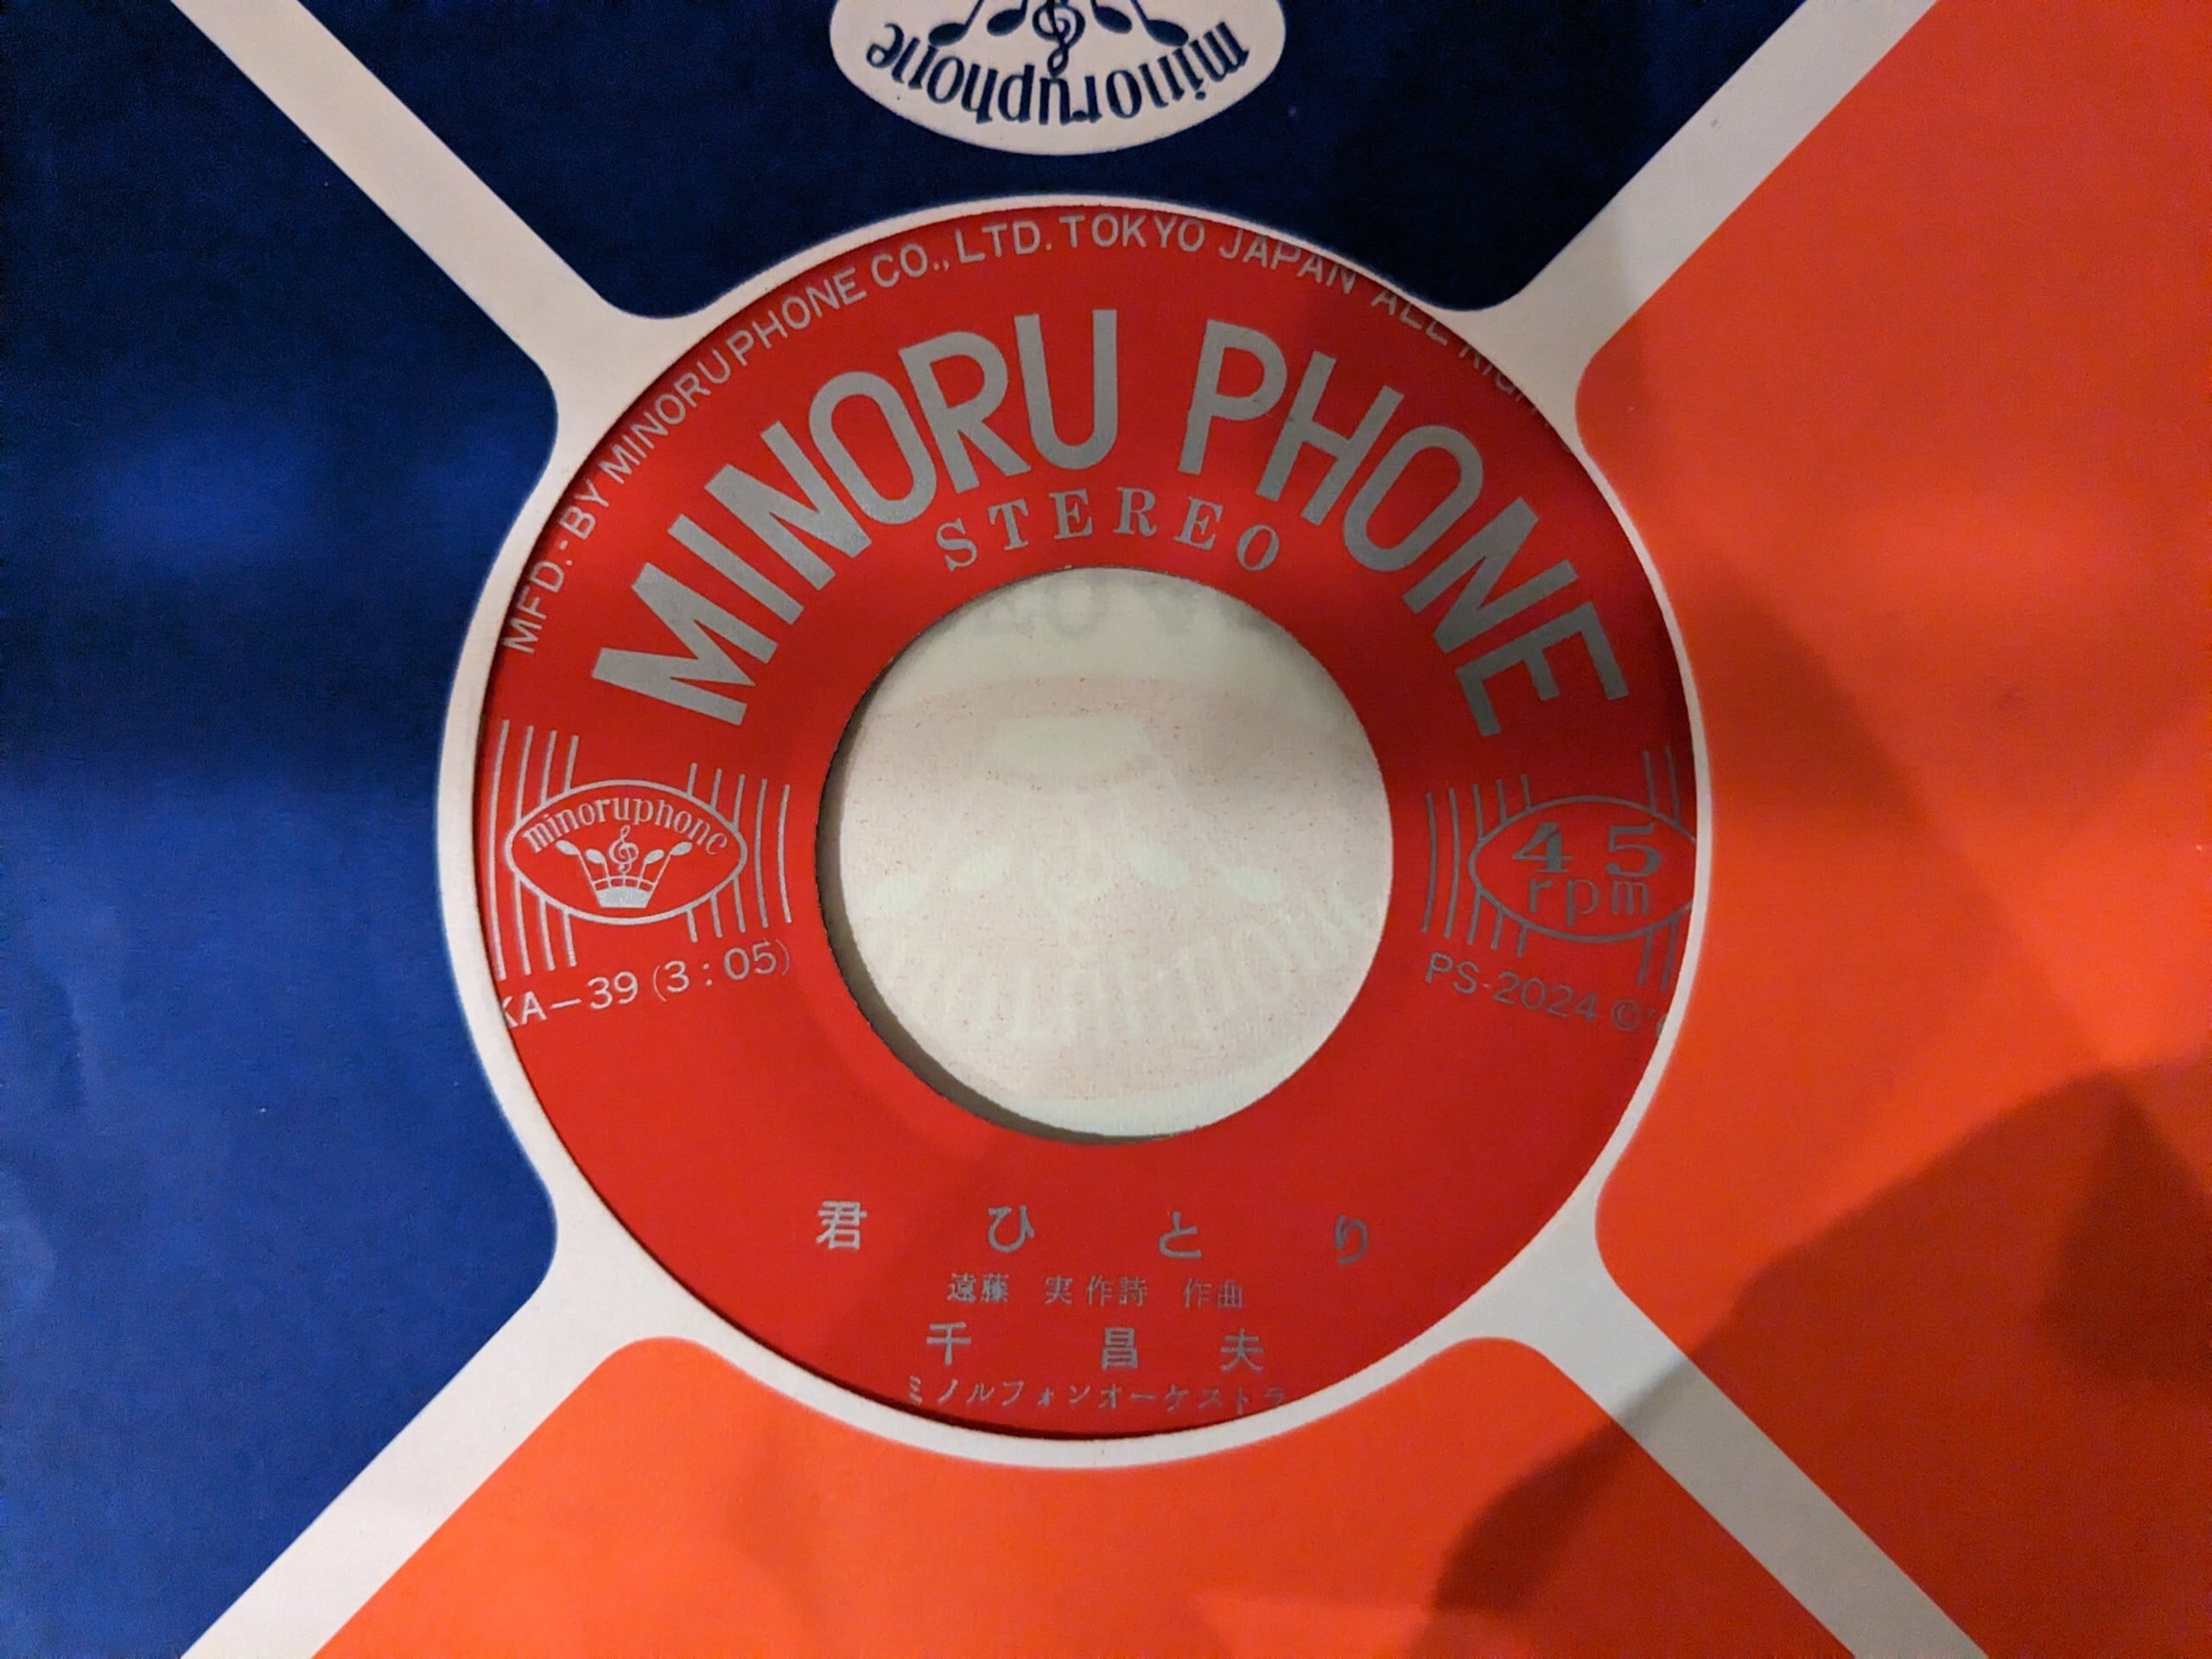 minoruphone
MFD. BY MINORUPHONE CO., LTD. TOKYO JAPAN ALL RIGH
MINORU PHONE
STEREO
minoruphone
45
rpm
KA-39 (3:05)
PS-2024 ©
君ひとり
遠藤 実 作詩 作曲
千 昌夫
ミノルフォンオーケストラ